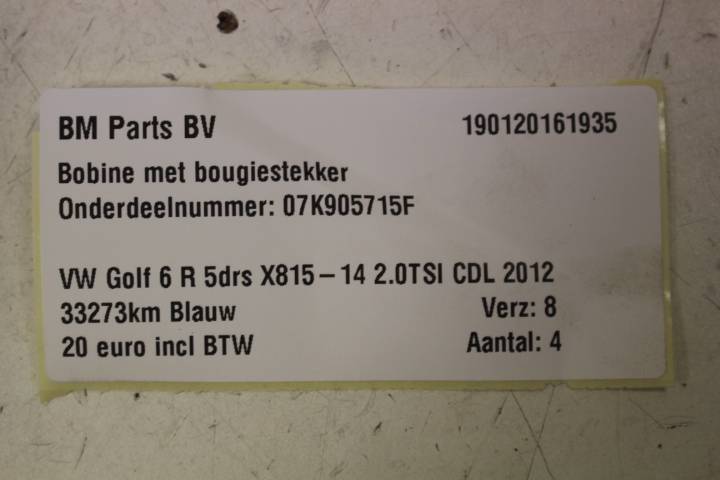 BM Parts BV 190120161935
Bobine met bougiestekker
Onderdeelnummer: 07K905715F
VW Golf 6 R 5drs X815-14 2.0TSI CDL 2012
33273km Blauw Verz: 8
20 euro incl BTW Aantal: 4